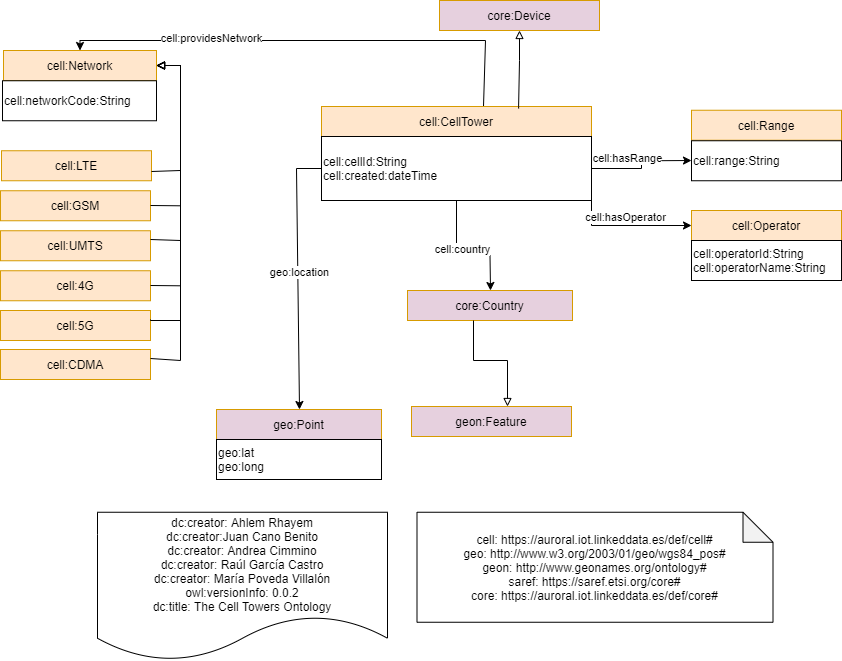 core:Device
cell:providesNetwork
cell:Network
cell:networkCode:String
cell:CellTower
cell:cellId:String
cell:created:dateTime
cell:hasRange
cell:Range
cell:range:String
cell:LTE
cell:GSM
cell:UMTS
cell:4G
cell:5G
cell:CDMA
cell:hasOperator
cell:Operator
cell:operatorId:String
cell:operatorName:String
cell:country
geo:location
core:Country
geo:Point
geo:lat
geo:long
geon:Feature
dc:creator: Ahlem Rhayem
dc:creator:Juan Cano Benito
dc:creator: Andrea Cimmino
dc:creator: Raúl García Castro
dc:creator: María Poveda Villalón
owl:versionInfo: 0.0.2
dc:title: The Cell Towers Ontology
cell: https://auroral.iot.linkeddata.es/def/cell#
geo: http://www.w3.org/2003/01/geo/wgs84_pos#
geon: http://www.geonames.org/ontology#
saref: https://saref.etsi.org/core#
core: https://auroral.iot.linkeddata.es/def/core#